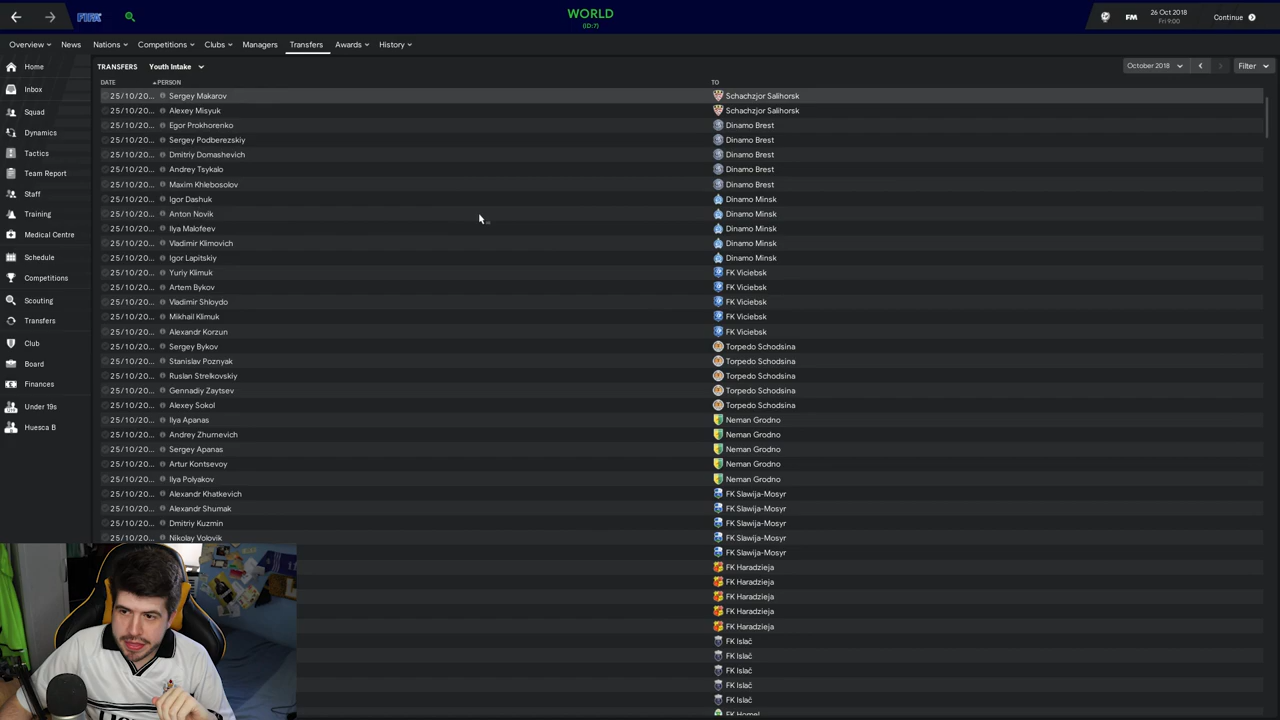 WORLD
(ID:7)
FM
26 Oct 2018
Fri 9:00
Continue
Overview
News
Nations
Competitions
Clubs
Managers
Transfers
Awards
History
Home
Inbox
Squad
Dynamics
Tactics
Team Report
Staff
Training
Medical Centre
Schedule
Competitions
Scouting
Transfers
Club
Board
Finances
Under 19s
Huesca B
TRANSFERS Youth Intake
October 2018
Filter
DATE PERSON TO
25/10/20... Sergey Makarov Schachzjor Salihorsk
25/10/20... Alexey Misyuk Schachzjor Salihorsk
25/10/20... Egor Prokhorenko Dinamo Brest
25/10/20... Sergey Podberezskiy Dinamo Brest
25/10/20... Dmitriy Domashevich Dinamo Brest
25/10/20... Andrey Tsykalo Dinamo Brest
25/10/20... Maxim Khlebosolov Dinamo Brest
25/10/20... Igor Dashuk Dinamo Minsk
25/10/20... Anton Novik Dinamo Minsk
25/10/20... Ilya Malofeev Dinamo Minsk
25/10/20... Vladimir Klimovich Dinamo Minsk
25/10/20... Igor Lapitskiy Dinamo Minsk
25/10/20... Yuriy Klimuk FK Viciebsk
25/10/20... Artem Bykov FK Viciebsk
25/10/20... Vladimir Shloydo FK Viciebsk
25/10/20... Mikhail Klimuk FK Viciebsk
25/10/20... Alexandr Korzun FK Viciebsk
25/10/20... Sergey Bykov Torpedo Schodsina
25/10/20... Stanislav Poznyak Torpedo Schodsina
25/10/20... Ruslan Strelkovskiy Torpedo Schodsina
25/10/20... Gennadiy Zaytsev Torpedo Schodsina
25/10/20... Alexey Sokol Torpedo Schodsina
25/10/20... Ilya Apanas Neman Grodno
25/10/20... Andrey Zhurnevich Neman Grodno
25/10/20... Sergey Apanas Neman Grodno
25/10/20... Artur Kontsevoy Neman Grodno
25/10/20... Ilya Polyakov Neman Grodno
25/10/20... Alexandr Khatkevich FK Slawija-Mosyr
25/10/20... Alexandr Shumak FK Slawija-Mosyr
25/10/20... Dmitriy Kuzmin FK Slawija-Mosyr
25/10/20... Nikolay Volovik FK Slawija-Mosyr
FK Slawija-Mosyr
FK Haradzieja
FK Haradzieja
FK Haradzieja
FK Haradzieja
FK Haradzieja
FK Islač
FK Islač
FK Islač
FK Islač
FK Islač
FK Homel